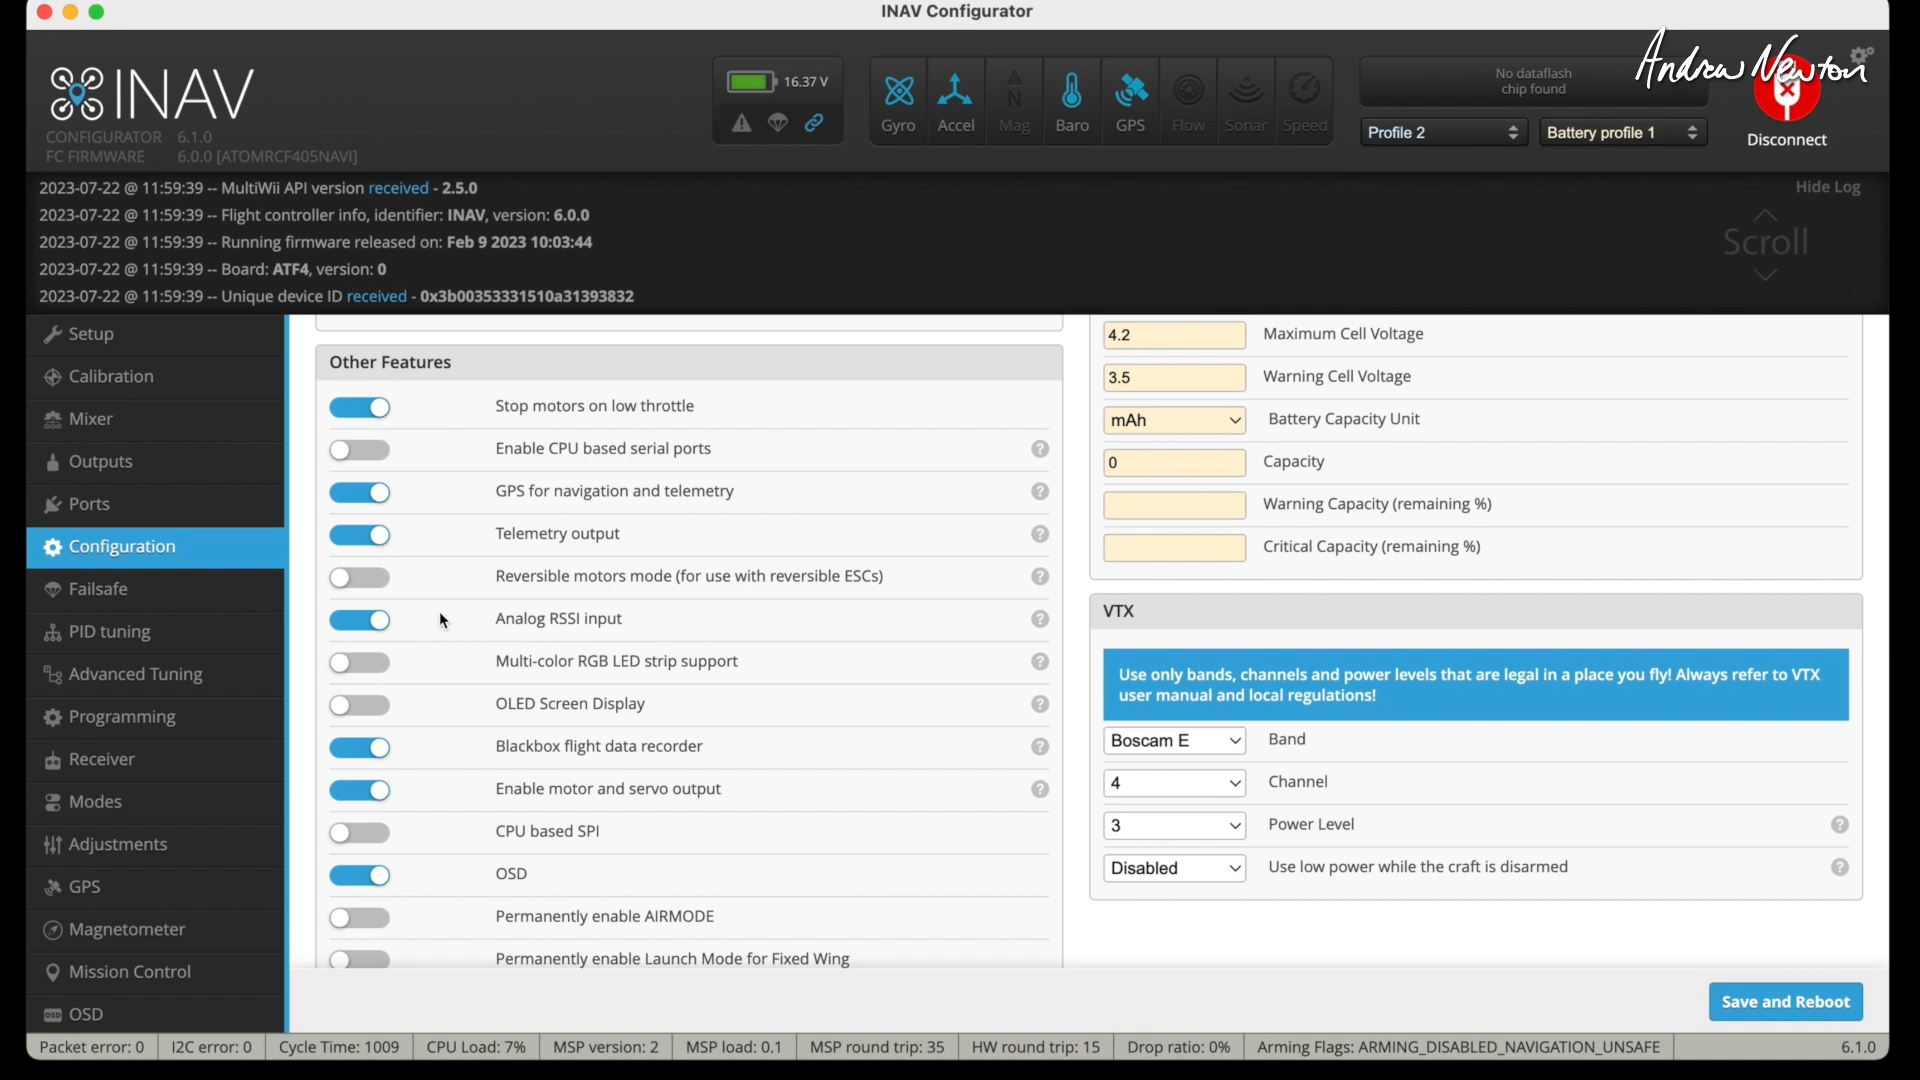 INAV Configurator
INAV
CONFIGURATOR 6.1.0
FC FIRMWARE 6.0.0 [ATOMRCF405NAVI]
16.37 V
Gyro
Accel
N
Mag
Baro
GPS
Flow
Sonar
Speed
No dataflash
chip found
Andrew Newton
Profile 2
Battery profile 1
Disconnect
2023-07-22 @ 11:59:39 -- MultiWii API version received - 2.5.0
2023-07-22 @ 11:59:39 -- Flight controller info, identifier: INAV, version: 6.0.0
2023-07-22 @ 11:59:39 -- Running firmware released on: Feb 9 2023 10:03:44
2023-07-22 @ 11:59:39 -- Board: ATF4, version: 0
2023-07-22 @ 11:59:39 -- Unique device ID received - 0x3b00353331510a31393832
Hide Log
Scroll
Setup
Calibration
Mixer
Outputs
Ports
Configuration
Failsafe
PID tuning
Advanced Tuning
Programming
Receiver
Modes
Adjustments
GPS
Magnetometer
Mission Control
OSD OSD
Other Features
Stop motors on low throttle
Enable CPU based serial ports ?
GPS for navigation and telemetry ?
Telemetry output ?
Reversible motors mode (for use with reversible ESCs) ?
Analog RSSI input ?
Multi-color RGB LED strip support ?
OLED Screen Display ?
Blackbox flight data recorder ?
Enable motor and servo output ?
CPU based SPI
OSD
Permanently enable AIRMODE
Permanently enable Launch Mode for Fixed Wing
4.2 Maximum Cell Voltage
3.5 Warning Cell Voltage
mAh Battery Capacity Unit
0 Capacity
Warning Capacity (remaining %)
Critical Capacity (remaining %)
VTX
Use only bands, channels and power levels that are legal in a place you fly! Always refer to VTX
user manual and local regulations!
Boscam E Band
4 Channel
3 Power Level ?
Disabled Use low power while the craft is disarmed ?
Save and Reboot
Packet error: 0 I2C error: 0 Cycle Time: 1009 CPU Load: 7% MSP version: 2 MSP load: 0.1 MSP round trip: 35 HW round trip: 15 Drop ratio: 0% Arming Flags: ARMING_DISABLED_NAVIGATION_UNSAFE 6.1.0